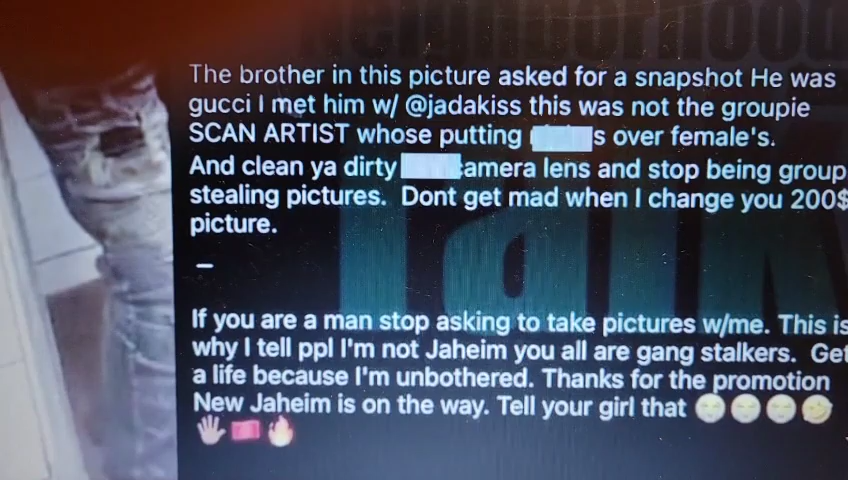 Neighborhood
Talk
The brother in this picture asked for a snapshot He was
gucci I met him w/ @jadakiss this was not the groupie
SCAN ARTIST whose putting s over female's.
And clean ya dirty camera lens and stop being group
stealing pictures. Dont get mad when I change you 200$
picture.
–
If you are a man stop asking to take pictures w/me. This is
why I tell ppl I'm not Jaheim you all are gang stalkers. Get
a life because I'm unbothered. Thanks for the promotion
New Jaheim is on the way. Tell your girl that